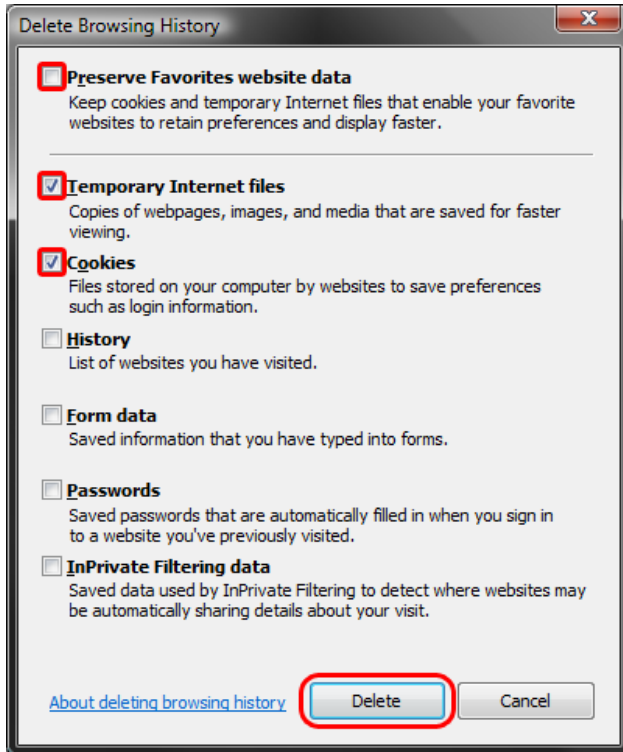 Delete Browsing History
Preserve Favorites website data
Keep cookies and temporary Internet files that enable your favorite
websites to retain preferences and display faster.
Temporary Internet files
Copies of webpages, images, and media that are saved for faster
viewing.
Cookies
Files stored on your computer by websites to save preferences
such as login information.
History
List of websites you have visited.
Form data
Saved information that you have typed into forms.
Passwords
Saved passwords that are automatically filled in when you sign in
to a website you've previously visited.
InPrivate Filtering data
Saved data used by InPrivate Filtering to detect where websites may
be automatically sharing details about your visit.
About deleting browsing history Delete Cancel